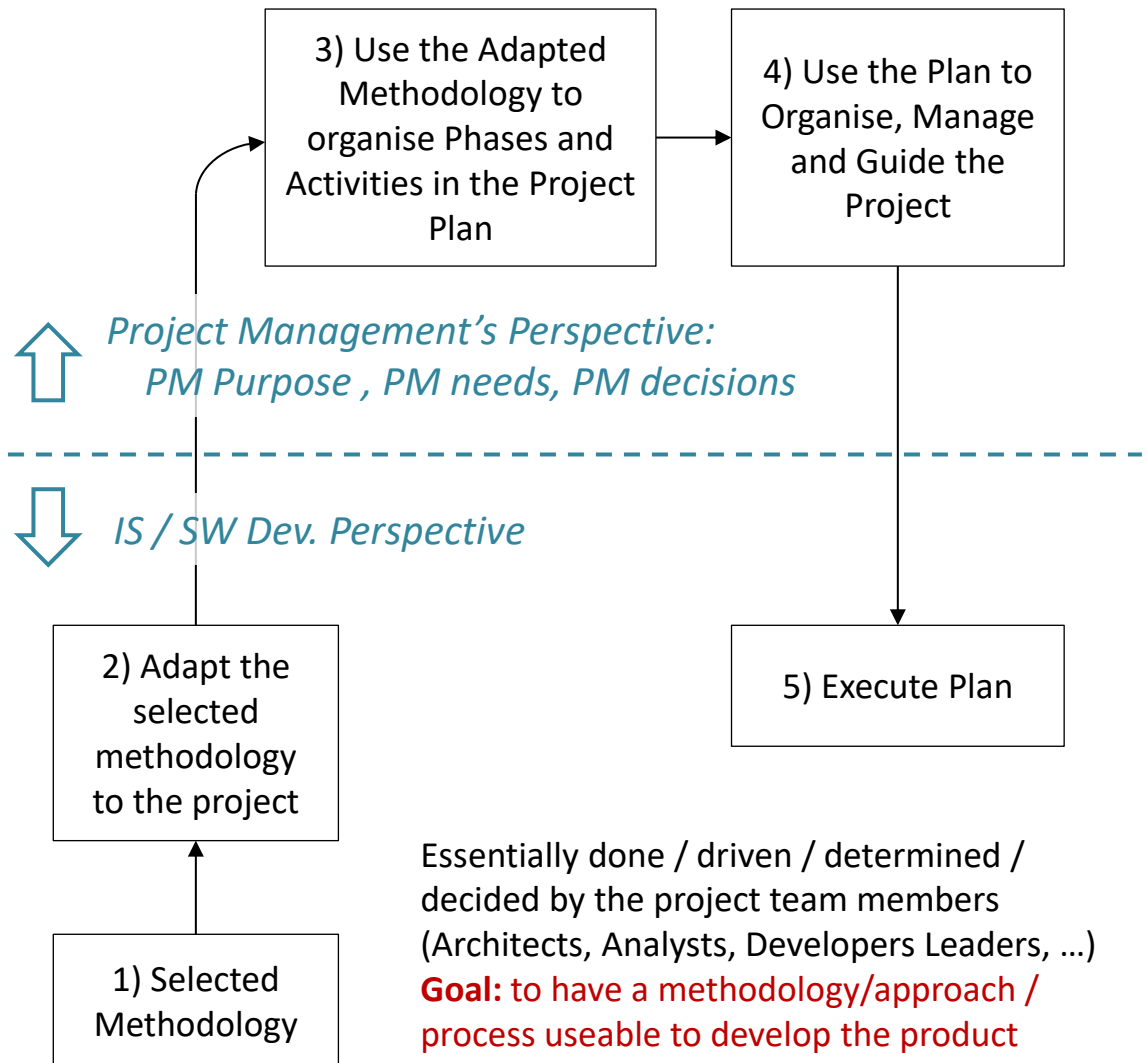 3) Use the Adapted
Methodology to
organise Phases and
Activities in the Project
Plan
4) Use the Plan to
Organise, Manage
and Guide the
Project
Project Management’s Perspective:
PM Purpose , PM needs, PM decisions
IS / SW Dev. Perspective
2) Adapt the
selected
methodology
to the project
5) Execute Plan
1) Selected
Methodology
Essentially done / driven / determined /
decided by the project team members
(Architects, Analysts, Developers Leaders, …)
Goal: to have a methodology/approach /
process useable to develop the product